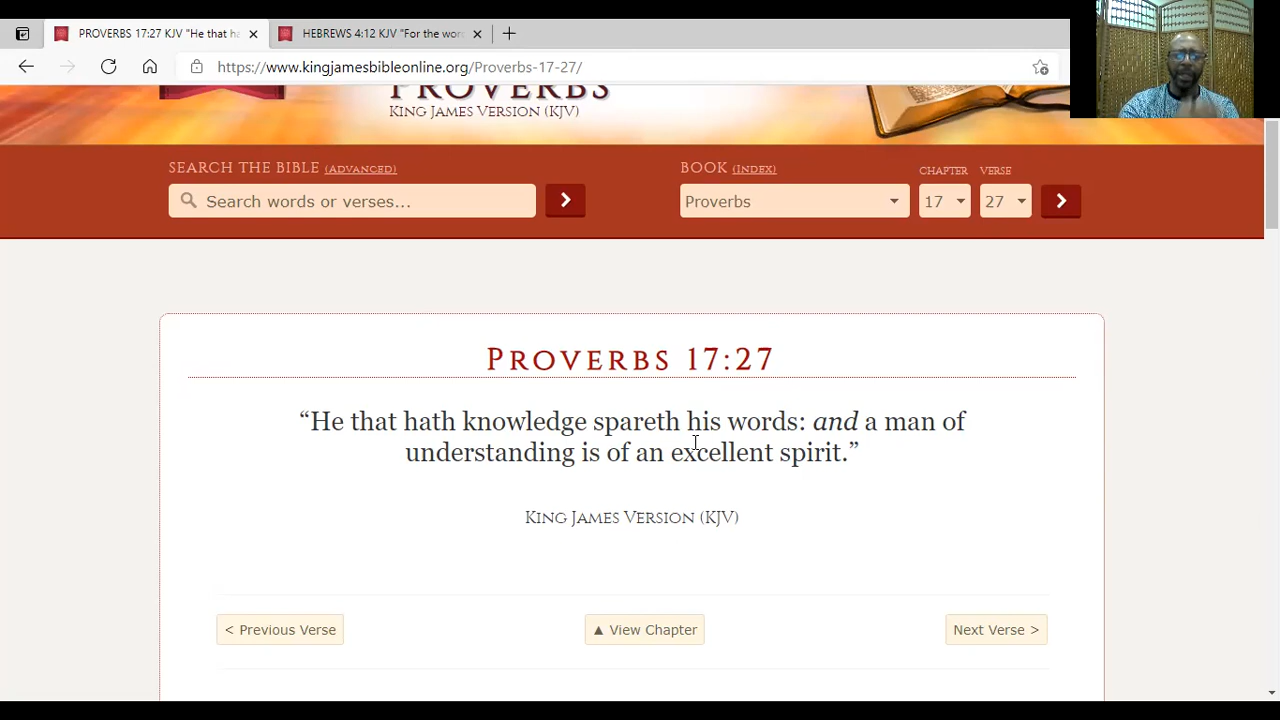 PROVERBS 17:27 KJV "He that h
HEBREWS 4:12 KJV "For the wor
https://www.kingjamesbibleonline.org/Proverbs-17-27/
PROVERBS
KING JAMES VERSION (KJV)
SEARCH THE BIBLE (ADVANCED)
BOOK (INDEX)
CHAPTER
VERSE
Search words or verses...
Proverbs
17
27
PROVERBS 17:27
“He that hath knowledge spareth his words: and a man of
understanding is of an excellent spirit.”
KING JAMES VERSION (KJV)
< Previous Verse
▲ View Chapter
Next Verse >